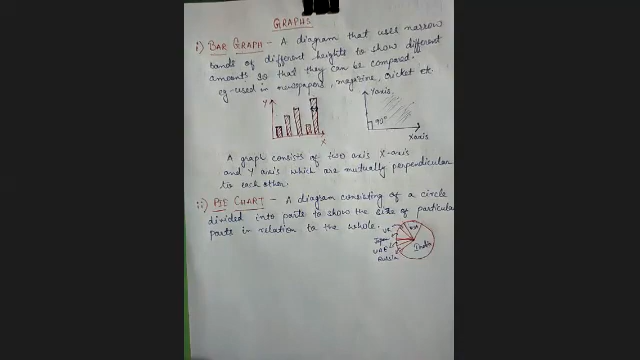 GRAPHS
i) BAR GRAPH - A diagram that uses narrow
bands of different heights to show different
amounts so that they can be compared.
eg used in newspapers, magazine, cricket etc.
Y
X
Y axis
90°
X axis
A graph consists of two axis X-axis
and Y axis which are mutually perpendicular
to each other.
ii) PIE CHART - A diagram consisting of a circle
divided into parts to show the size of particular
parts in relation to the whole.
UK
Japan
UAE
Russia
India